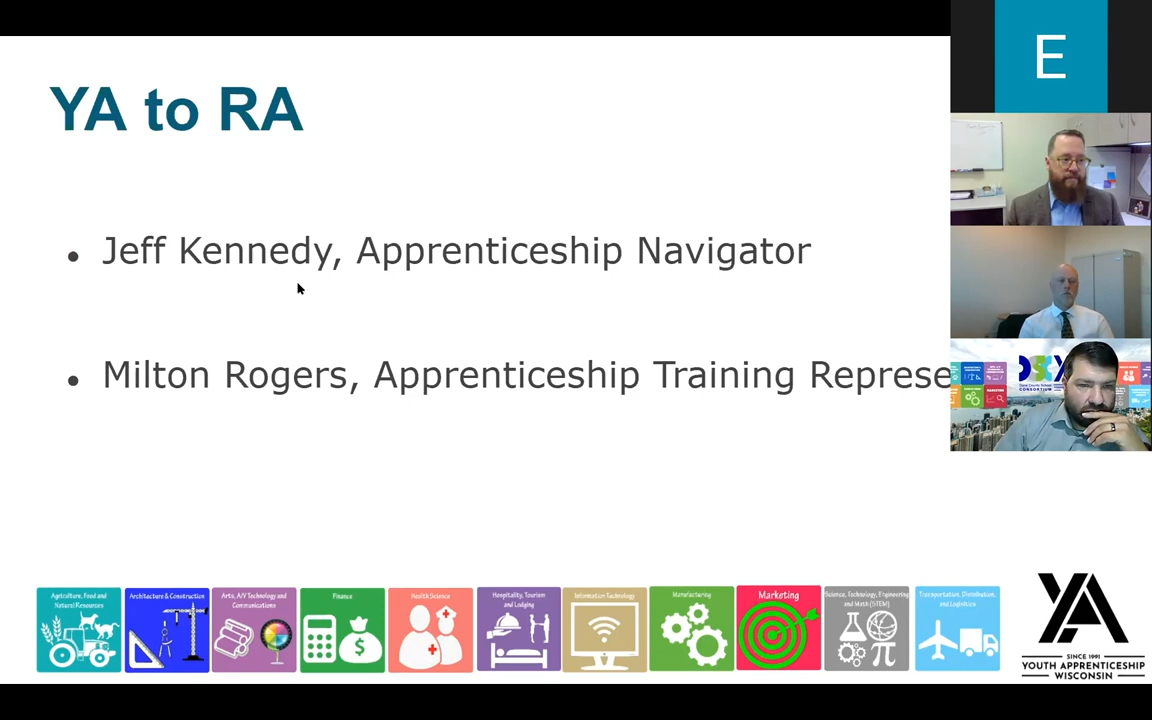 YA to RA
E
• Jeff Kennedy, Apprenticeship Navigator
• Milton Rogers, Apprenticeship Training Represe
Agriculture, Food and
Natural Resources
Architecture & Construction
Arts, A/V Technology and
Communications
Finance
Health Science
Hospitality, Tourism
and Lodging
Information Technology
Manufacturing
Marketing
Science, Technology, Engineering
and Math (STEM)
Transportation, Distribution,
and Logistics
YA
SINCE 1991
YOUTH APPRENTICESHIP
WISCONSIN